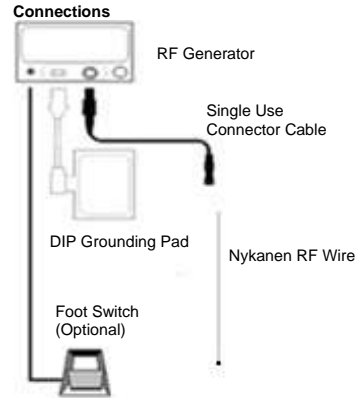 Connections
RF Generator
Single Use
Connector Cable
DIP Grounding Pad
Nykanen RF Wire
Foot Switch
(Optional)